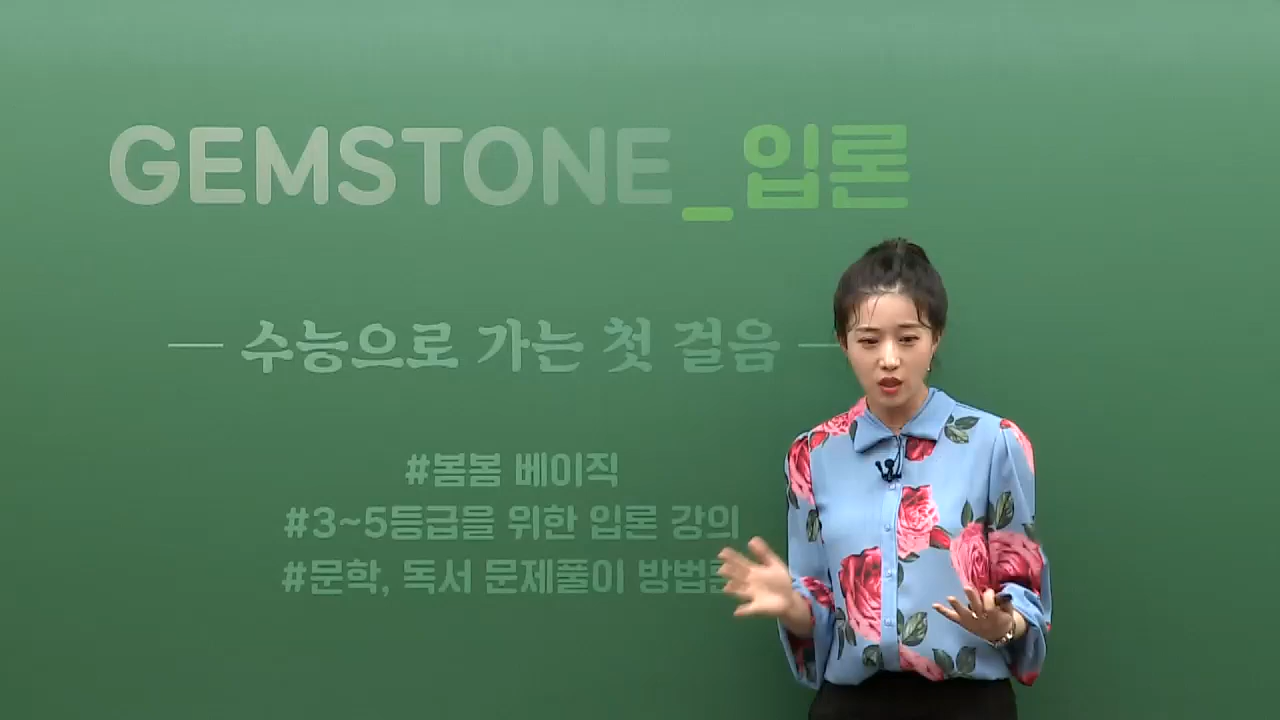 GEMSTONE_입론
수능으로 가는 첫 걸음
#봄봄 베이직
#3~5등급을 위한 입론 강의
#문학, 독서 문제풀이 방법론